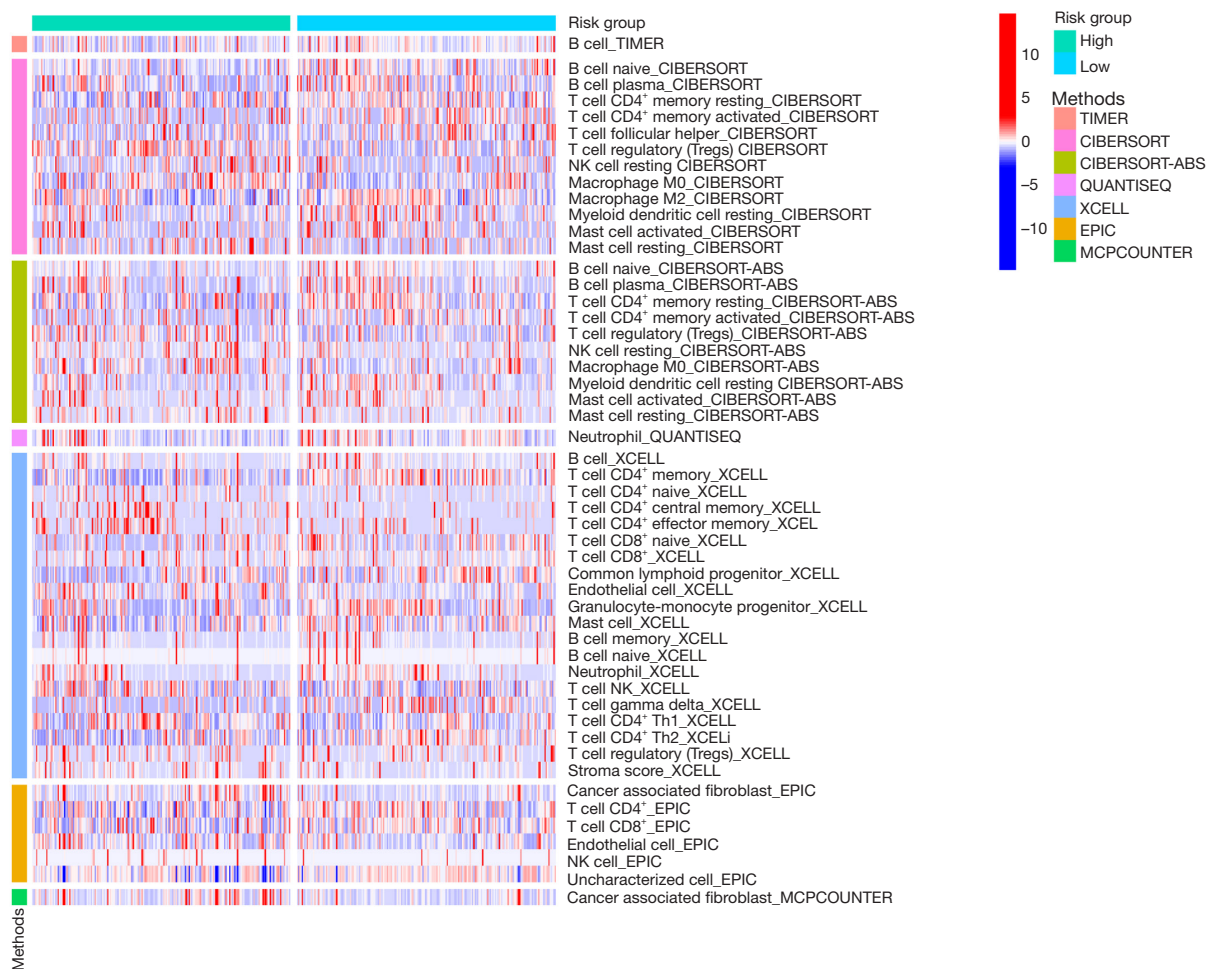 Risk group
B cell_TIMER
B cell naive_CIBERSORT
B cell plasma_CIBERSORT
T cell CD4⁺ memory resting_CIBERSORT
T cell CD4⁺ memory activated_CIBERSORT
T cell follicular helper_CIBERSORT
T cell regulatory (Tregs) CIBERSORT
NK cell resting CIBERSORT
Macrophage M0_CIBERSORT
Macrophage M2_CIBERSORT
Myeloid dendritic cell resting_CIBERSORT
Mast cell activated_CIBERSORT
Mast cell resting_CIBERSORT
B cell naive_CIBERSORT-ABS
B cell plasma_CIBERSORT-ABS
T cell CD4⁺ memory resting_CIBERSORT-ABS
T cell CD4⁺ memory activated_CIBERSORT-ABS
T cell regulatory (Tregs)_CIBERSORT-ABS
NK cell resting_CIBERSORT-ABS
Macrophage M0_CIBERSORT-ABS
Myeloid dendritic cell resting CIBERSORT-ABS
Mast cell activated_CIBERSORT-ABS
Mast cell resting_CIBERSORT-ABS
Neutrophil_QUANTISEQ
B cell_XCELL
T cell CD4⁺ memory_XCELL
T cell CD4⁺ naive_XCELL
T cell CD4⁺ central memory_XCELL
T cell CD4⁺ effector memory_XCEL
T cell CD8⁺ naive_XCELL
T cell CD8⁺_XCELL
Common lymphoid progenitor_XCELL
Endothelial cell_XCELL
Granulocyte-monocyte progenitor_XCELL
Mast cell_XCELL
B cell memory_XCELL
B cell naive_XCELL
Neutrophil_XCELL
T cell NK_XCELL
T cell gamma delta_XCELL
T cell CD4⁺ Th1_XCELL
T cell CD4⁺ Th2_XCELi
T cell regulatory (Tregs)_XCELL
Stroma score_XCELL
Cancer associated fibroblast_EPIC
T cell CD4⁺_EPIC
T cell CD8⁺_EPIC
Endothelial cell_EPIC
NK cell_EPIC
Uncharacterized cell_EPIC
Cancer associated fibroblast_MCPCOUNTER
Methods
10
5
0
−5
−10
Risk group
High
Low
Methods
TIMER
CIBERSORT
CIBERSORT-ABS
QUANTISEQ
XCELL
EPIC
MCPCOUNTER